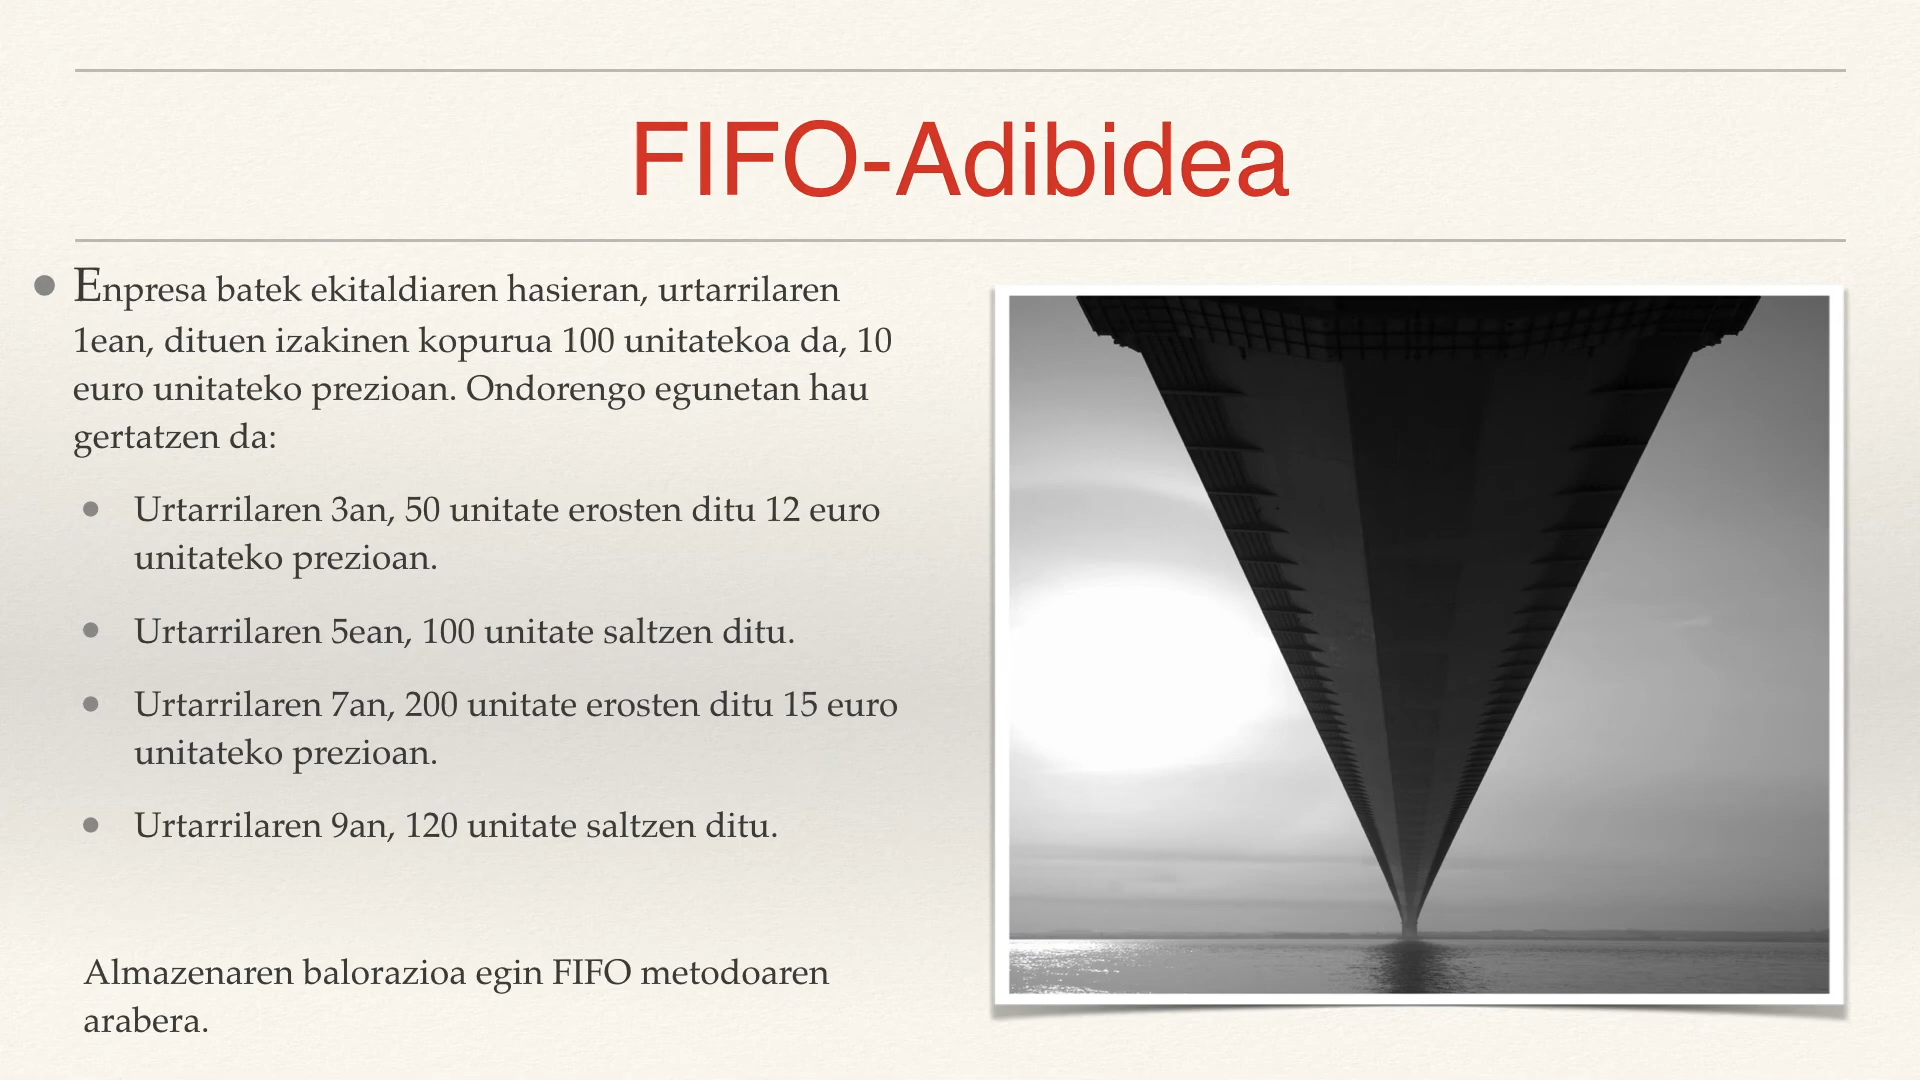 FIFO-Adibidea
Enpresa batek ekitaldiaren hasieran, urtarrilaren
1ean, dituen izakinen kopurua 100 unitatekoa da, 10
euro unitateko prezioan. Ondorengo egunetan hau
gertatzen da:
Urtarrilaren 3an, 50 unitate erosten ditu 12 euro
unitateko prezioan.
Urtarrilaren 5ean, 100 unitate saltzen ditu.
Urtarrilaren 7an, 200 unitate erosten ditu 15 euro
unitateko prezioan.
Urtarrilaren 9an, 120 unitate saltzen ditu.
Almazenaren balorazioa egin FIFO metodoaren
arabera.